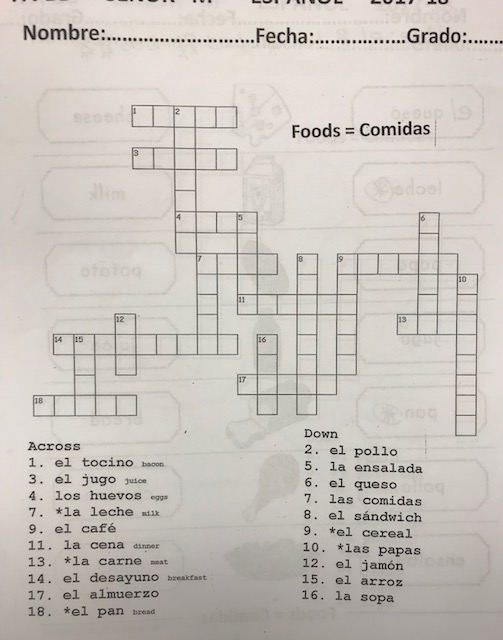 Nombre:..............................Fecha:...................Grado:.......
Foods = Comidas
1 2
3
4 5 6
7 8 9
10
11
12 13
14 15 16
17
18
Across
1. el tocino bacon
3. el jugo juice
4. los huevos eggs
7. *la leche milk
9. el café
11. la cena dinner
13. *la carne meat
14. el desayuno breakfast
17. el almuerzo
18. *el pan bread
Down
2. el pollo
5. la ensalada
6. el queso
7. las comidas
8. el sándwich
9. *el cereal
10. *las papas
12. el jamón
15. el arroz
16. la sopa